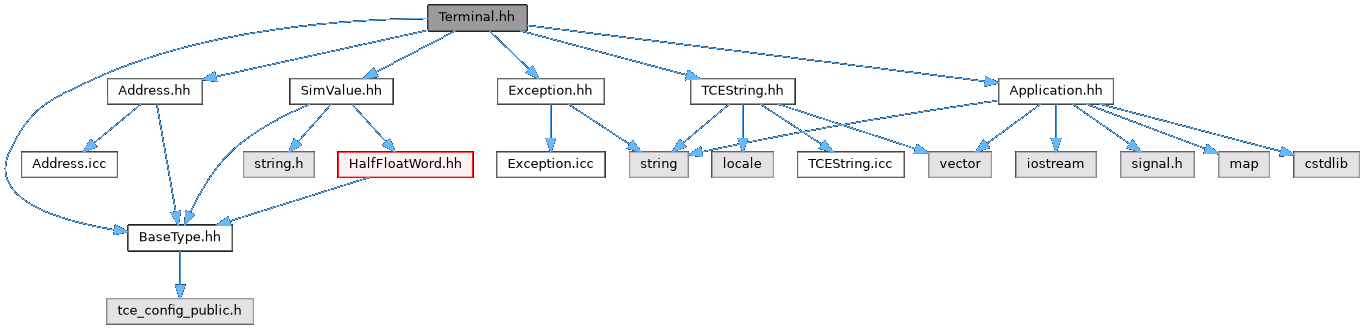 Terminal.hh
Address.hh
SimValue.hh
Exception.hh
TCEString.hh
Application.hh
Address.icc
string.h
HalfFloatWord.hh
Exception.icc
string
locale
TCEString.icc
vector
iostream
signal.h
map
cstdlib
BaseType.hh
tce_config_public.h